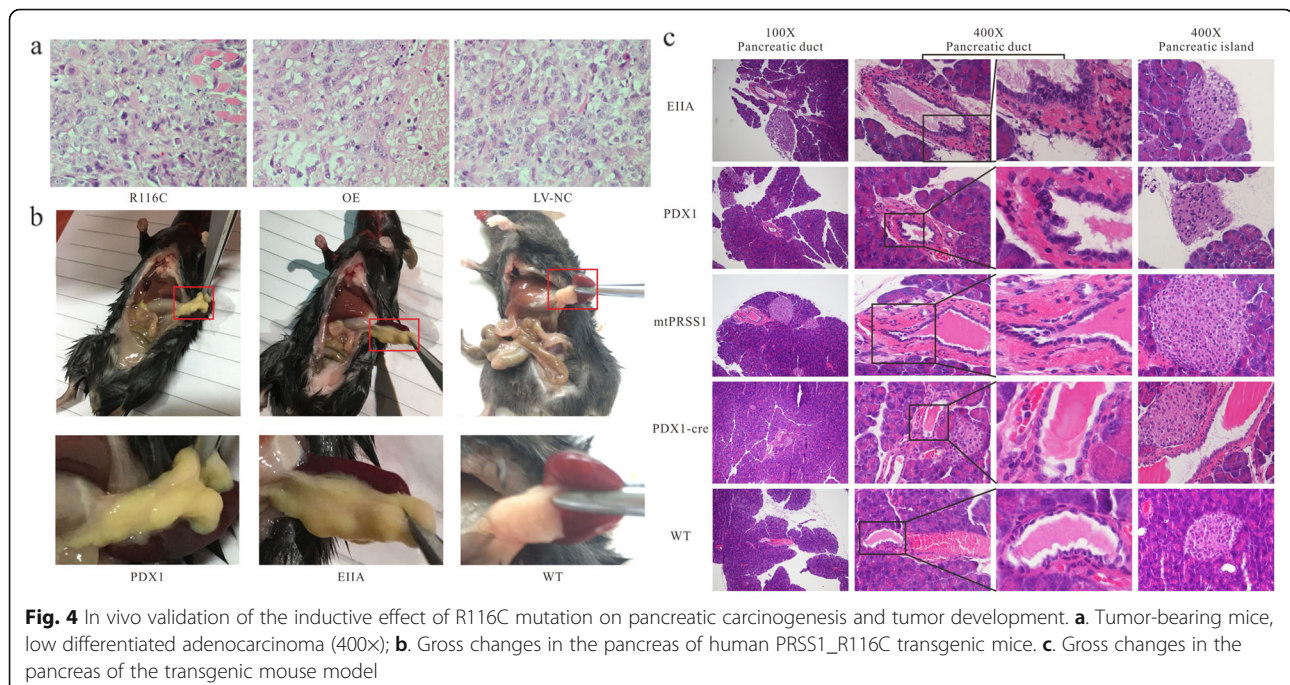 a
R116C
OE
LV-NC
b
PDX1
EIIA
WT
c
100X
Pancreatic duct
400X
Pancreatic duct
400X
Pancreatic island
EIIA
PDX1
mtPRSS1
PDX1-cre
WT
Fig. 4 In vivo validation of the inductive effect of R116C mutation on pancreatic carcinogenesis and tumor development. a. Tumor-bearing mice,
low differentiated adenocarcinoma (400×); b. Gross changes in the pancreas of human PRSS1_R116C transgenic mice. c. Gross changes in the
pancreas of the transgenic mouse model